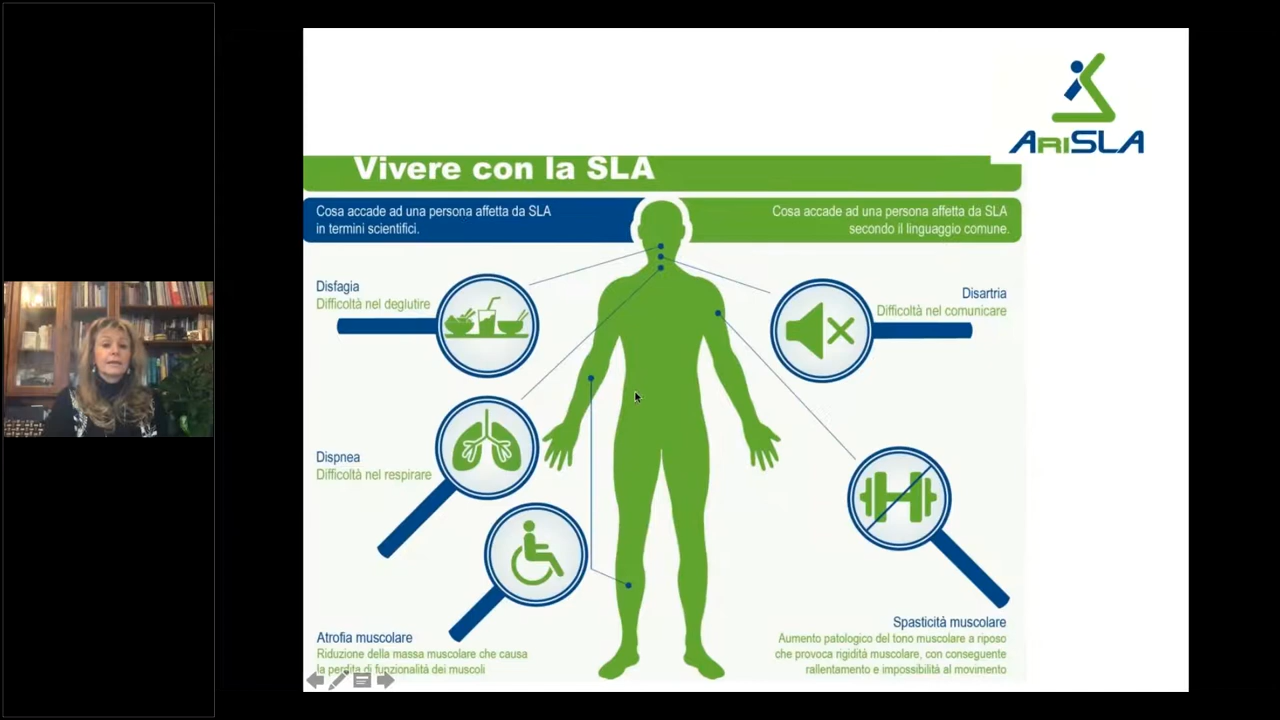 ARISLA
Vivere con la SLA
Cosa accade ad una persona affetta da SLA
in termini scientifici.
Cosa accade ad una persona affetta da SLA
secondo il linguaggio comune.
Disfagia
Difficoltà nel deglutire
Disartria
Difficoltà nel comunicare
Dispnea
Difficoltà nel respirare
Atrofia muscolare
Riduzione della massa muscolare che causa
la perdita di funzionalità dei muscoli
Spasticità muscolare
Aumento patologico del tono muscolare a riposo
che provoca rigidità muscolare, con conseguente
rallentamento e impossibilità al movimento